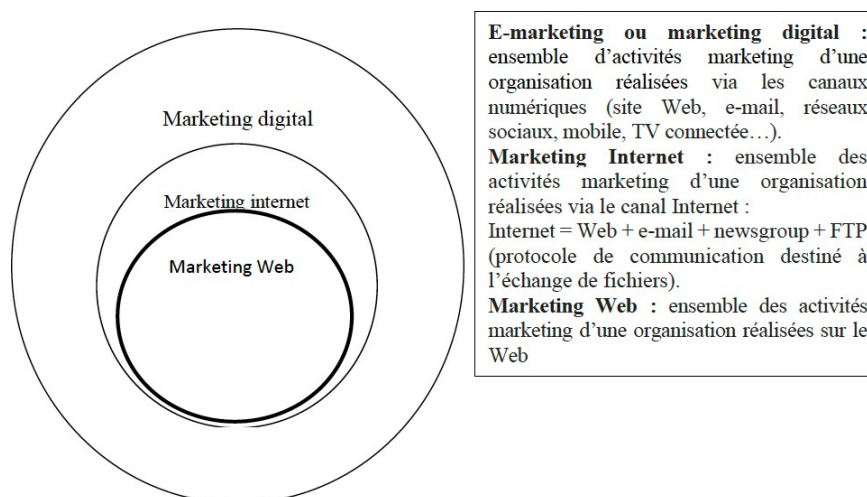 Marketing digital
Marketing internet
Marketing Web
E-marketing ou marketing digital :
ensemble d’activités marketing d’une
organisation réalisées via les canaux
numériques (site Web, e-mail, réseaux
sociaux, mobile, TV connectée…).
Marketing Internet : ensemble des
activités marketing d’une organisation
réalisées via le canal Internet :
Internet = Web + e-mail + newsgroup + FTP
(protocole de communication destiné à
l’échange de fichiers).
Marketing Web : ensemble des activités
marketing d’une organisation réalisées sur le
Web